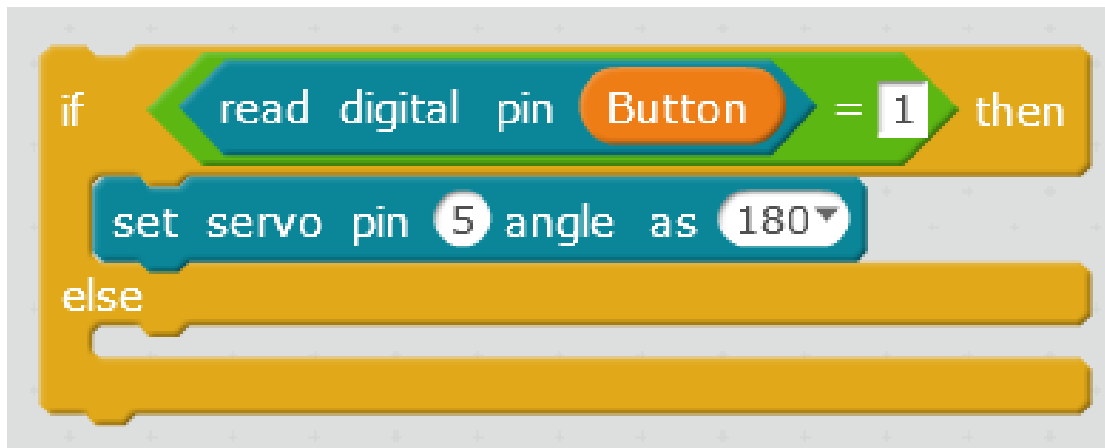 if read digital pin Button = 1 then
set servo pin 5 angle as 180
else